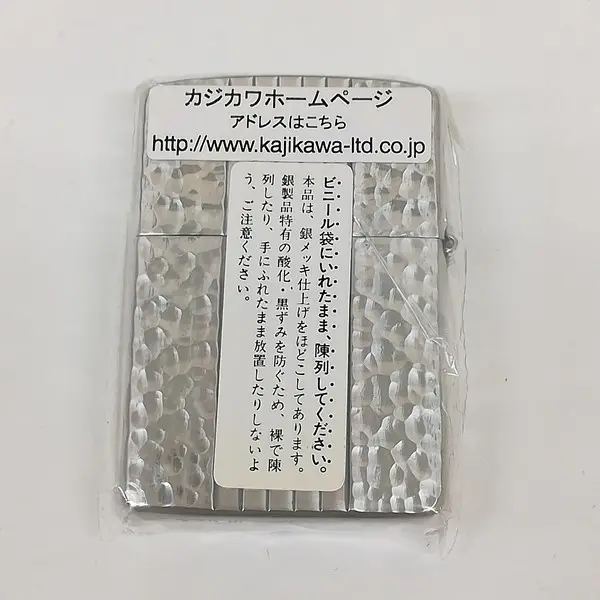 カジカワホームページ
アドレスはこちら
http://www.kajikawa-ltd.co.jp
ビニール袋にいれたまま、陳列してください。
本品は、銀メッキ仕上げをほどこしてあります。
銀製品特有の酸化・黒ずみを防ぐため、裸で陳
列したり、手にふれたまま放置したりしないよ
う、ご注意ください。